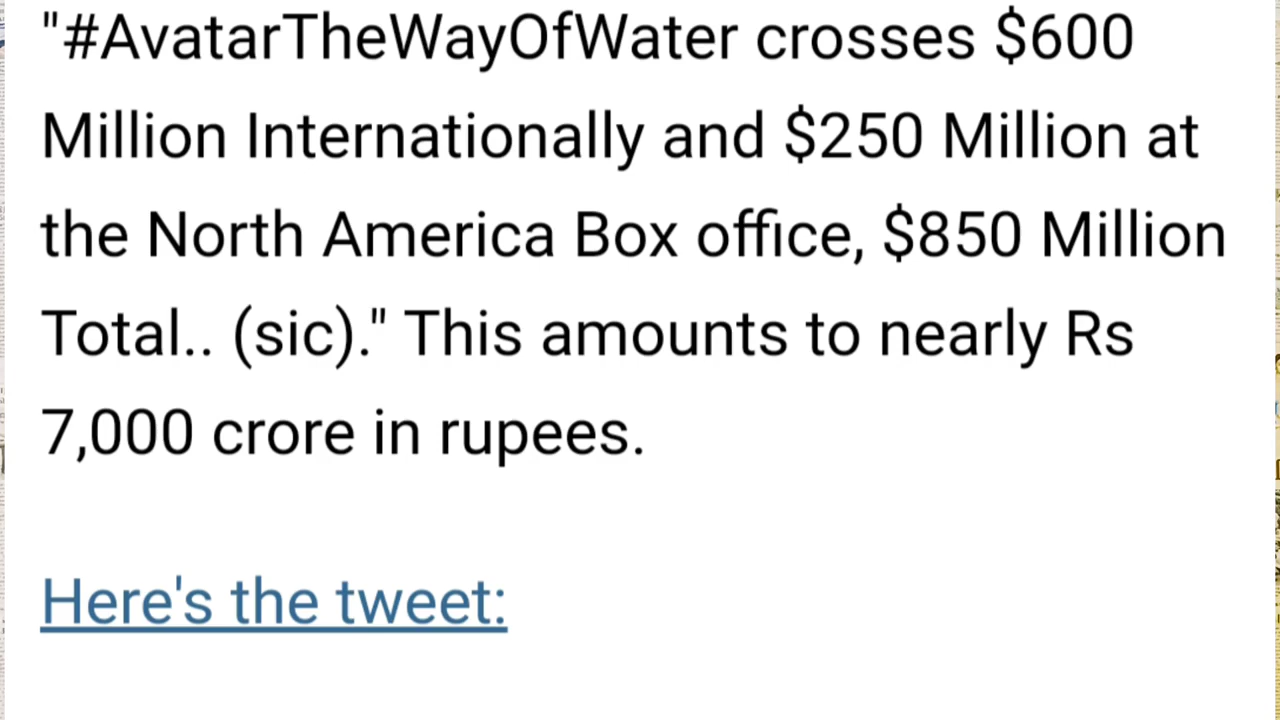 "#AvatarTheWayOfWater crosses $600
Million Internationally and $250 Million at
the North America Box office, $850 Million
Total.. (sic)." This amounts to nearly Rs
7,000 crore in rupees.
Here's the tweet: